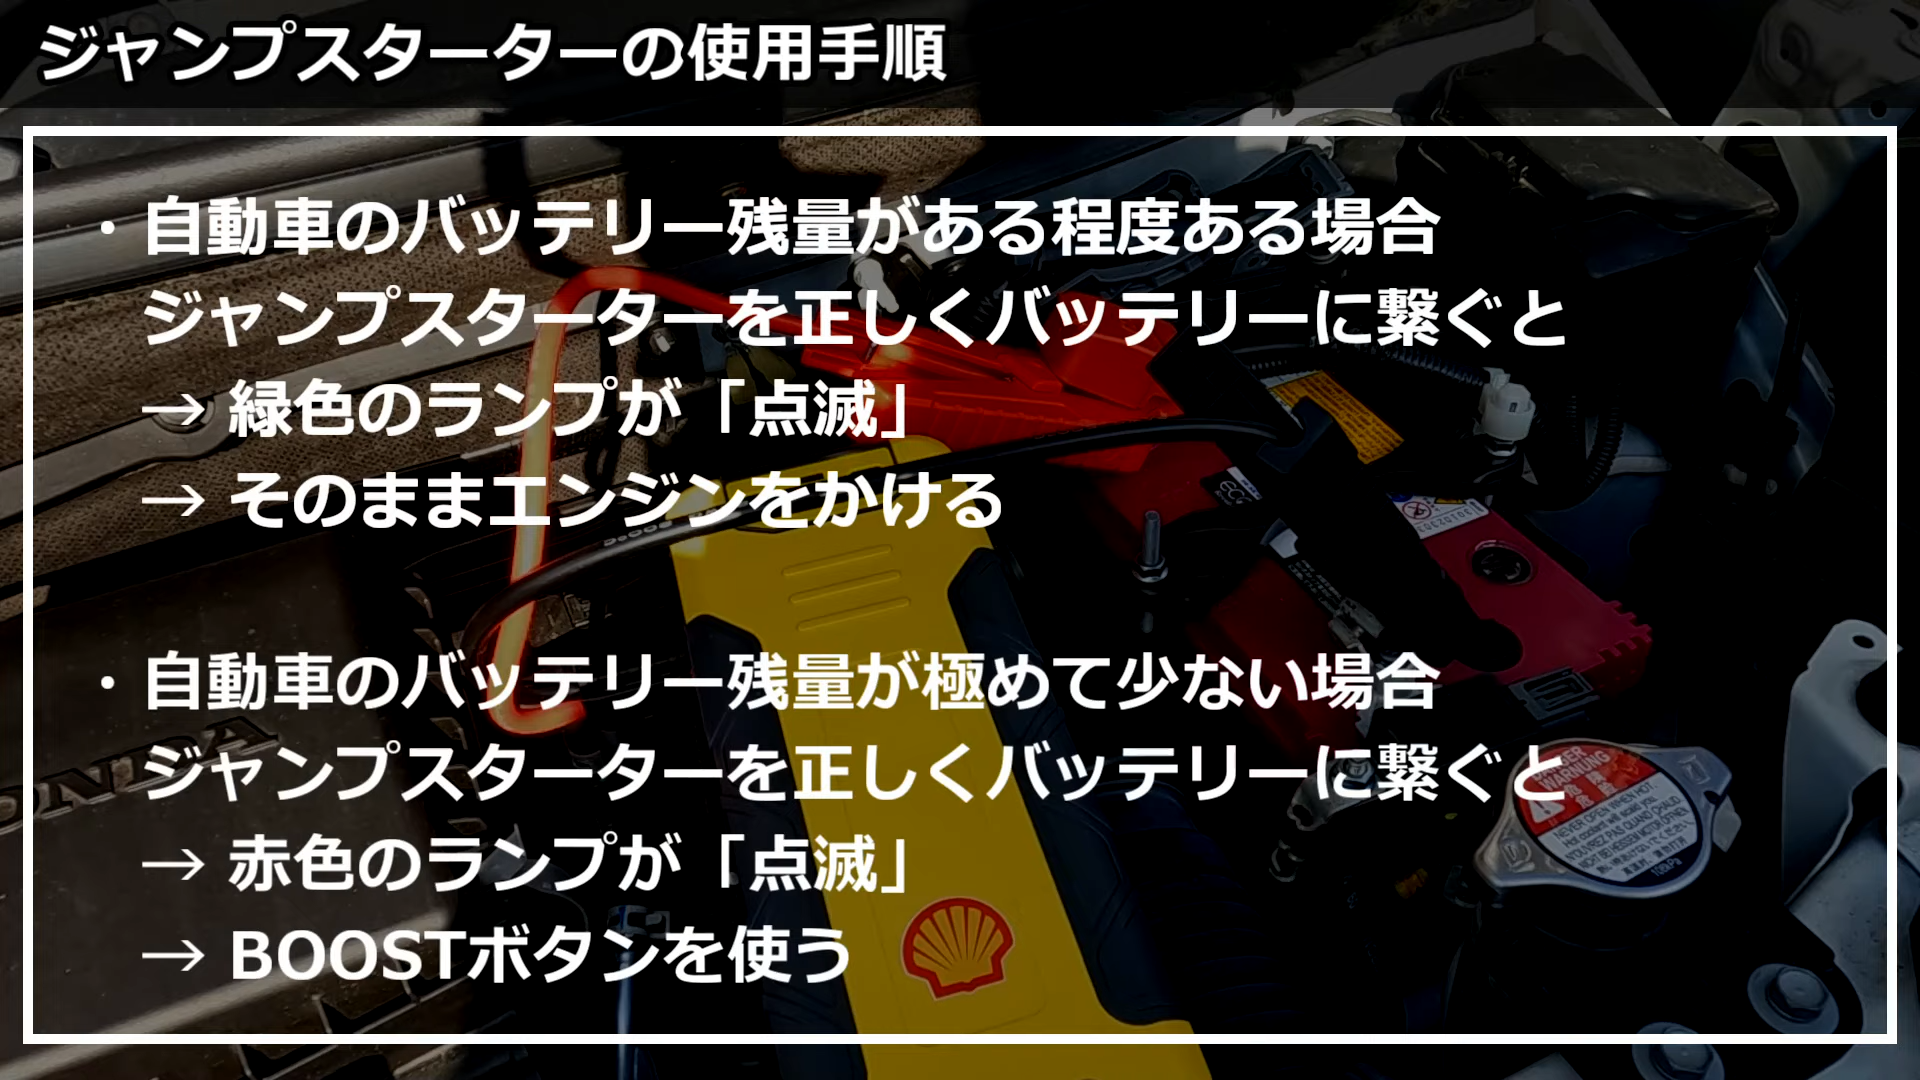 ジャンプスターターの使用手順
・自動車のバッテリー残量がある程度ある場合
ジャンプスターターを正しくバッテリーに繋ぐと
→ 緑色のランプが「点滅」
→ そのままエンジンをかける
・自動車のバッテリー残量が極めて少ない場合
ジャンプスターターを正しくバッテリーに繋ぐと
→ 赤色のランプが「点滅」
→ BOOSTボタンを使う
WARNING
NEVER OPEN WHEN HOT.